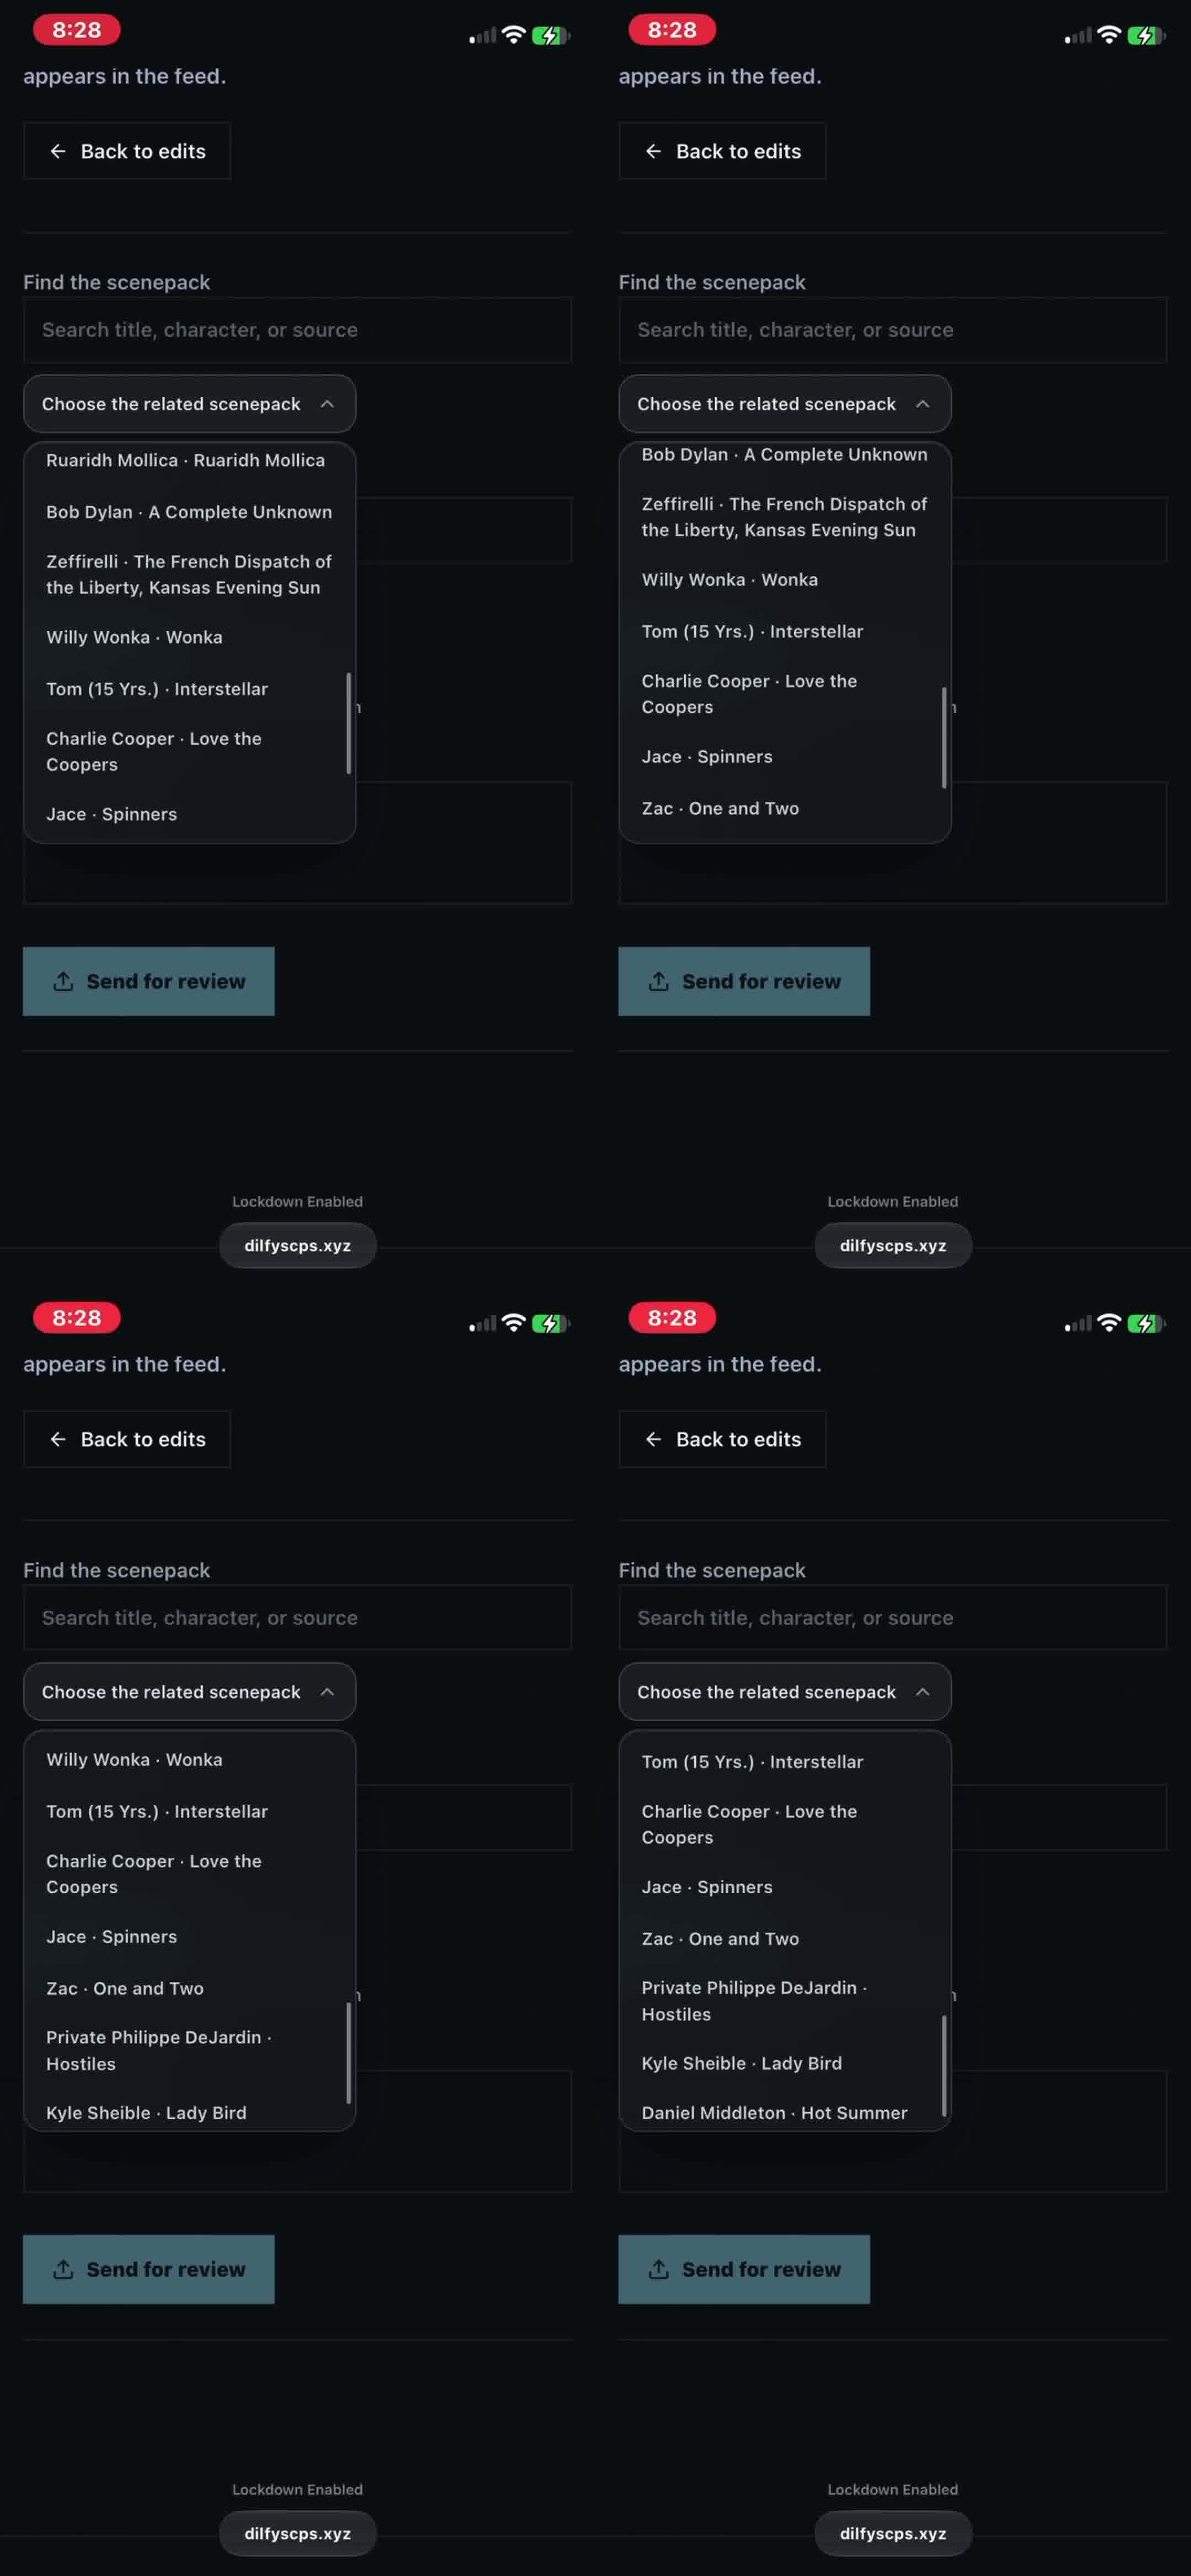 8:28
appears in the feed.
← Back to edits
Find the scenepack
Search title, character, or source
Choose the related scenepack
Ruaridh Mollica · Ruaridh Mollica
Bob Dylan · A Complete Unknown
Zeffirelli · The French Dispatch of
the Liberty, Kansas Evening Sun
Willy Wonka · Wonka
Tom (15 Yrs.) · Interstellar
Charlie Cooper · Love the
Coopers
Jace · Spinners
Send for review
Lockdown Enabled
dilfyscps.xyz
8:28
appears in the feed.
← Back to edits
Find the scenepack
Search title, character, or source
Choose the related scenepack
Bob Dylan · A Complete Unknown
Zeffirelli · The French Dispatch of
the Liberty, Kansas Evening Sun
Willy Wonka · Wonka
Tom (15 Yrs.) · Interstellar
Charlie Cooper · Love the
Coopers
Jace · Spinners
Zac · One and Two
Send for review
Lockdown Enabled
dilfyscps.xyz
8:28
appears in the feed.
← Back to edits
Find the scenepack
Search title, character, or source
Choose the related scenepack
Willy Wonka · Wonka
Tom (15 Yrs.) · Interstellar
Charlie Cooper · Love the
Coopers
Jace · Spinners
Zac · One and Two
Private Philippe DeJardin ·
Hostiles
Kyle Sheible · Lady Bird
Send for review
Lockdown Enabled
dilfyscps.xyz
8:28
appears in the feed.
← Back to edits
Find the scenepack
Search title, character, or source
Choose the related scenepack
Tom (15 Yrs.) · Interstellar
Charlie Cooper · Love the
Coopers
Jace · Spinners
Zac · One and Two
Private Philippe DeJardin ·
Hostiles
Kyle Sheible · Lady Bird
Daniel Middleton · Hot Summer
Send for review
Lockdown Enabled
dilfyscps.xyz